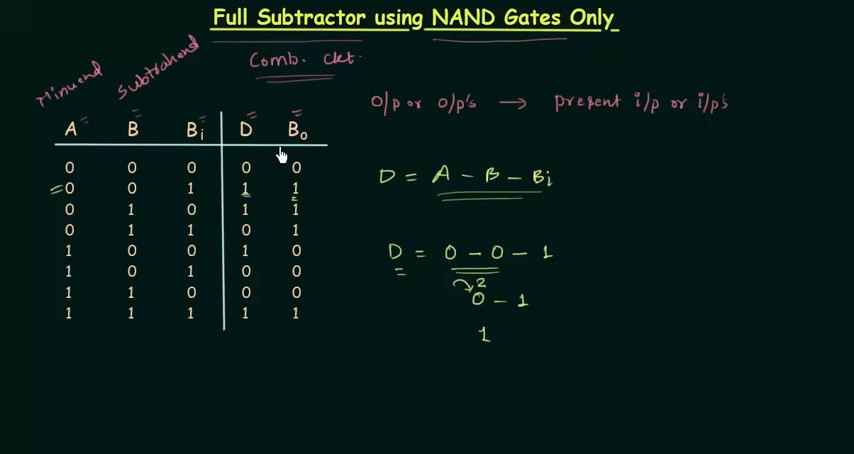 Full Subtractor using NAND Gates Only
Comb. Ckt.
Minuend
Subtrahend
o/p or o/p's → present i/p or i/p's
A B Bi D Bo
0 0 0 0 0
0 0 1 1 1
0 1 0 1 1
0 1 1 0 1
1 0 0 1 0
1 0 1 0 0
1 1 0 0 0
1 1 1 1 1
D = A - B - Bi
D = 0 - 0 - 1
2
0 - 1
1